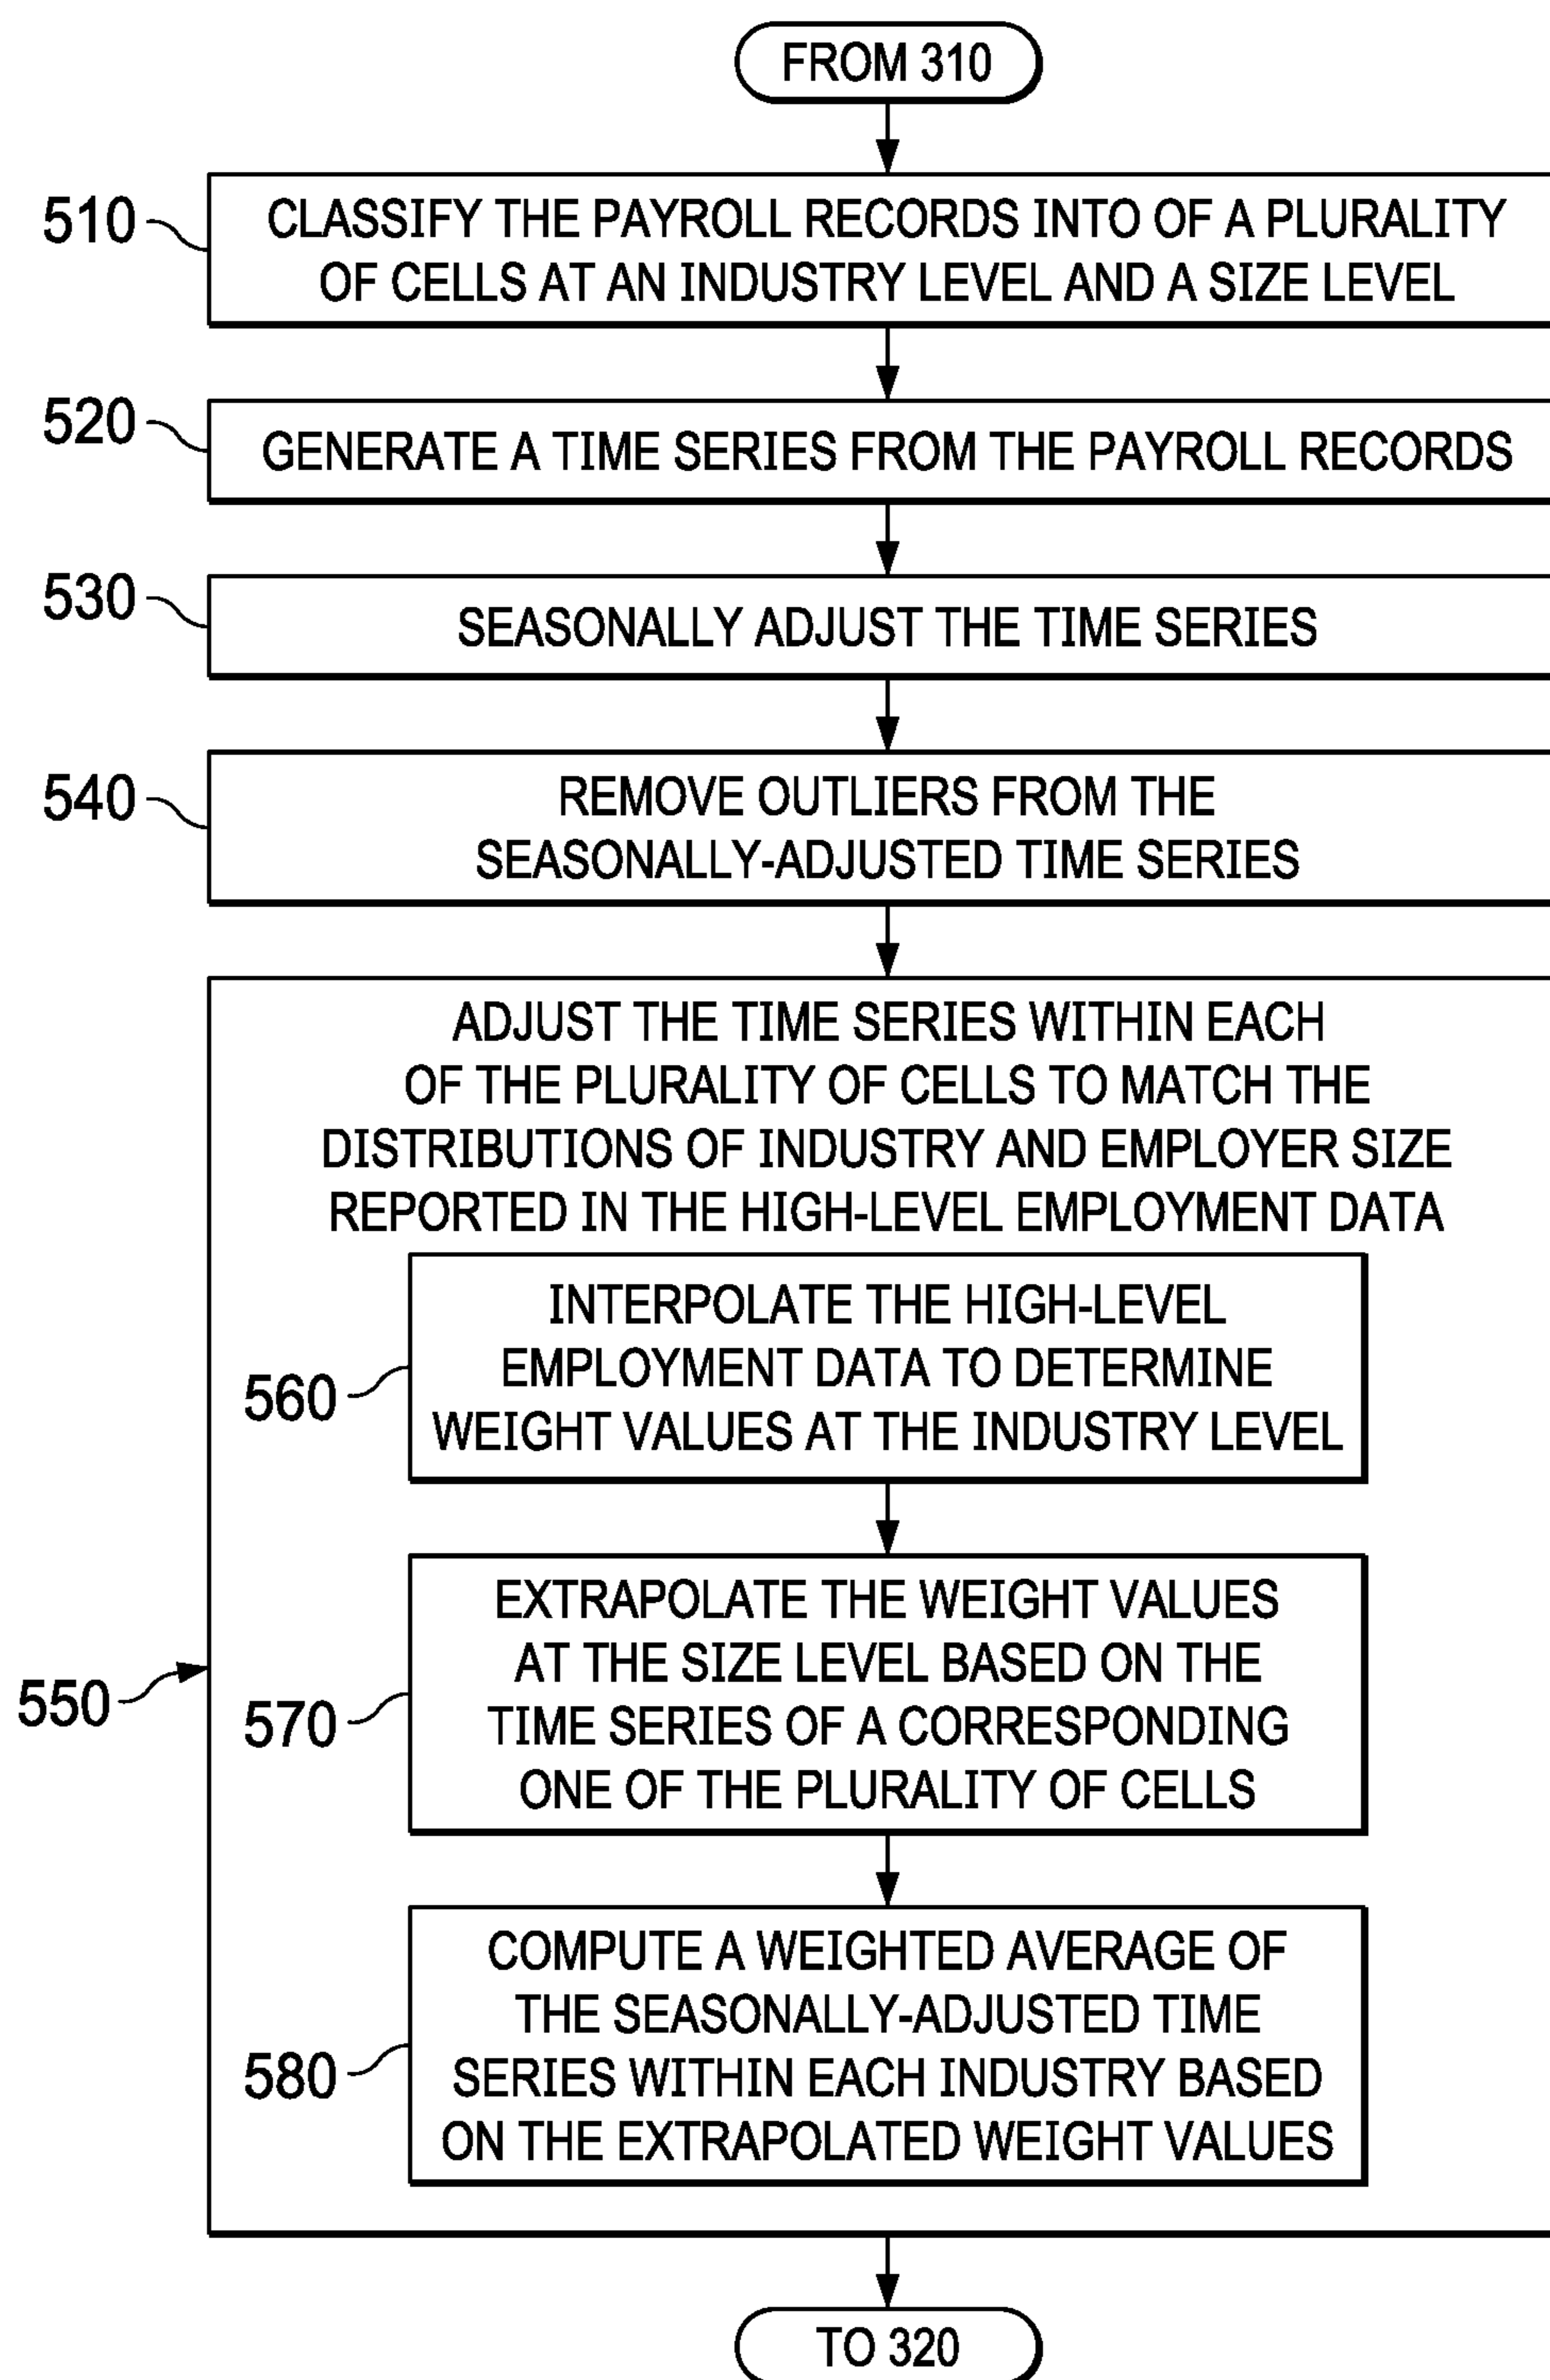 FROM 310
510
CLASSIFY THE PAYROLL RECORDS INTO OF A PLURALITY
OF CELLS AT AN INDUSTRY LEVEL AND A SIZE LEVEL
520
GENERATE A TIME SERIES FROM THE PAYROLL RECORDS
530
SEASONALLY ADJUST THE TIME SERIES
540
REMOVE OUTLIERS FROM THE
SEASONALLY-ADJUSTED TIME SERIES
550
ADJUST THE TIME SERIES WITHIN EACH
OF THE PLURALITY OF CELLS TO MATCH THE
DISTRIBUTIONS OF INDUSTRY AND EMPLOYER SIZE
REPORTED IN THE HIGH-LEVEL EMPLOYMENT DATA
560
INTERPOLATE THE HIGH-LEVEL
EMPLOYMENT DATA TO DETERMINE
WEIGHT VALUES AT THE INDUSTRY LEVEL
570
EXTRAPOLATE THE WEIGHT VALUES
AT THE SIZE LEVEL BASED ON THE
TIME SERIES OF A CORRESPONDING
ONE OF THE PLURALITY OF CELLS
580
COMPUTE A WEIGHTED AVERAGE OF
THE SEASONALLY-ADJUSTED TIME
SERIES WITHIN EACH INDUSTRY BASED
ON THE EXTRAPOLATED WEIGHT VALUES
TO 320